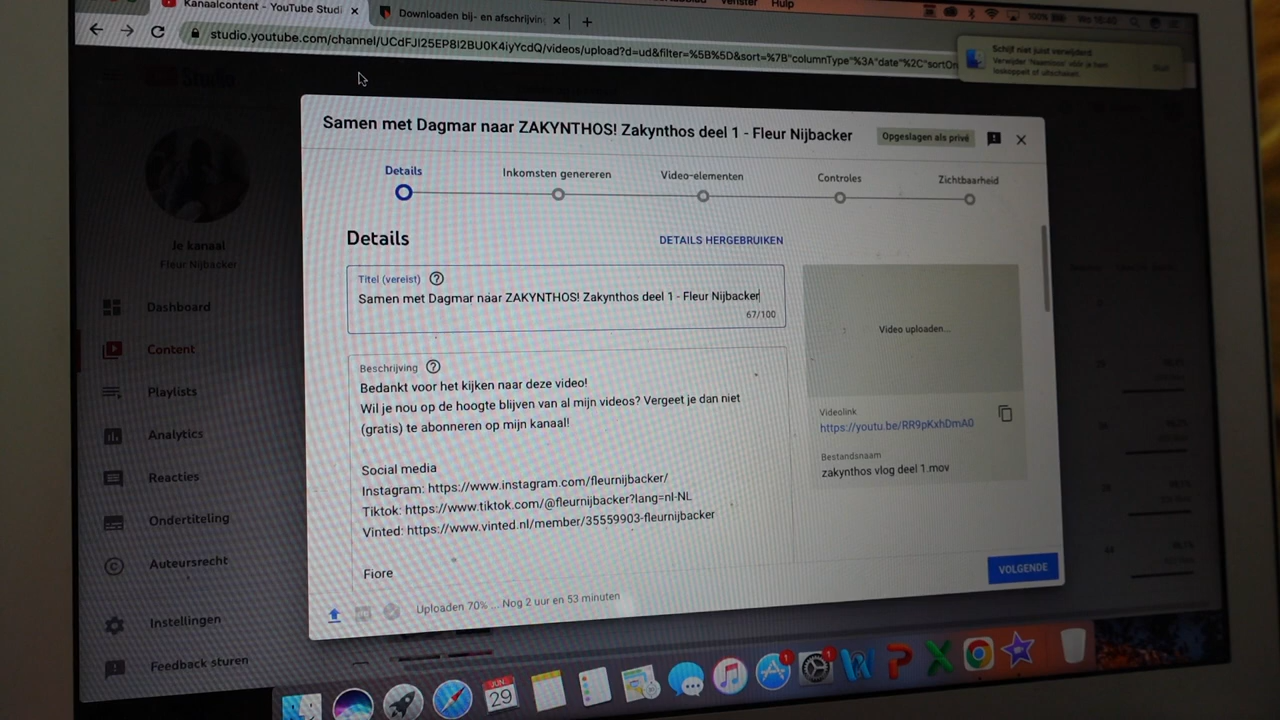 Venster Hulp
Kanaalcontent - YouTube Studi
Downloaden bij- en afschrijvin
studio.youtube.com/channel/UCdFJI25EP8I2BU0K4iyYcdQ/videos/upload?d=ud&filter=%5B%5D&sort=%7B"columnType"%3A"date"%2C"sortOn
Schijf niet juist verwijderd
Studio
Samen met Dagmar naar ZAKYNTHOS! Zakynthos deel 1 - Fleur Nijbacker
Opgeslagen als privé
Details
Inkomsten genereren
Video-elementen
Controles
Zichtbaarheid
Details
DETAILS HERGEBRUIKEN
Titel (vereist)
Samen met Dagmar naar ZAKYNTHOS! Zakynthos deel 1 - Fleur Nijbacker
67/100
Beschrijving
Bedankt voor het kijken naar deze video!
Wil je nou op de hoogte blijven van al mijn videos? Vergeet je dan niet
(gratis) te abonneren op mijn kanaal!
Social media
Instagram: https://www.instagram.com/fleurnijbacker/
Tiktok: https://www.tiktok.com/@fleurnijbacker?lang=nl-NL
Vinted: https://www.vinted.nl/member/35559903-fleurnijbacker
Fiore
Video uploaden...
Videolink
https://youtu.be/RR9pKxhDmA0
Bestandsnaam
zakynthos vlog deel 1.mov
Uploaden 70% ... Nog 2 uur en 53 minuten
VOLGENDE
Je kanaal
Fleur Nijbacker
Dashboard
Content
Playlists
Analytics
Reacties
Ondertiteling
Auteursrecht
Instellingen
Feedback sturen
JUN.
29
1
1